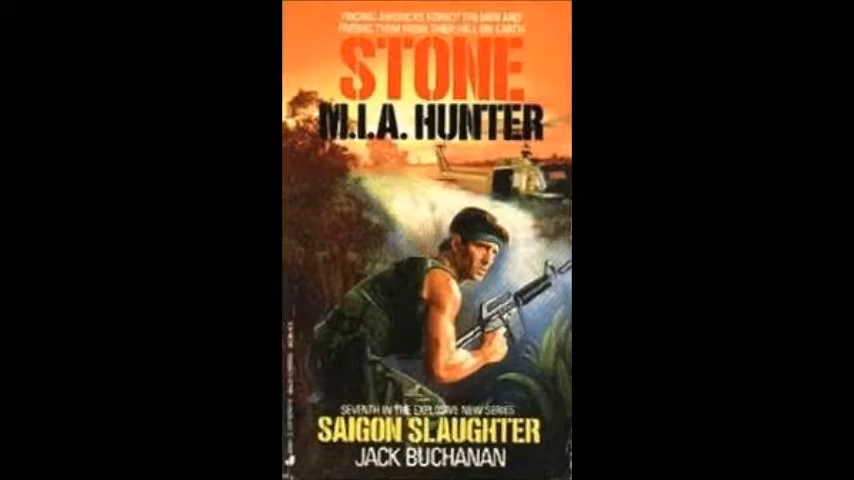 FINDING AMERICA'S FORGOTTEN MEN AND
FREEING THEM FROM THEIR HELL ON EARTH
STONE
M.I.A. HUNTER
SEVENTH IN THE EXPLOSIVE NEW SERIES
SAIGON SLAUGHTER
JACK BUCHANAN